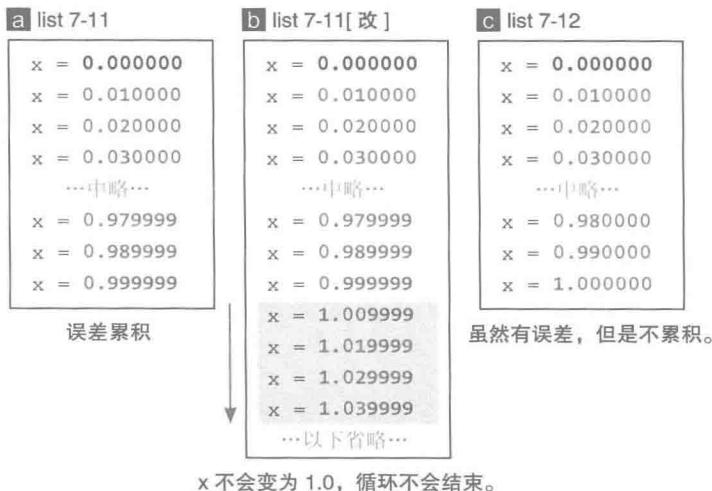 a list 7-11
x = 0.000000
x = 0.010000
x = 0.020000
x = 0.030000
…中略…
x = 0.979999
x = 0.989999
x = 0.999999
误差累积
b list 7-11[ 改 ]
x = 0.000000
x = 0.010000
x = 0.020000
x = 0.030000
…中略…
x = 0.979999
x = 0.989999
x = 0.999999
x = 1.009999
x = 1.019999
x = 1.029999
x = 1.039999
…以下省略…
x 不会变为 1.0，循环不会结束。
c list 7-12
x = 0.000000
x = 0.010000
x = 0.020000
x = 0.030000
…中略…
x = 0.980000
x = 0.990000
x = 1.000000
虽然有误差，但是不累积。